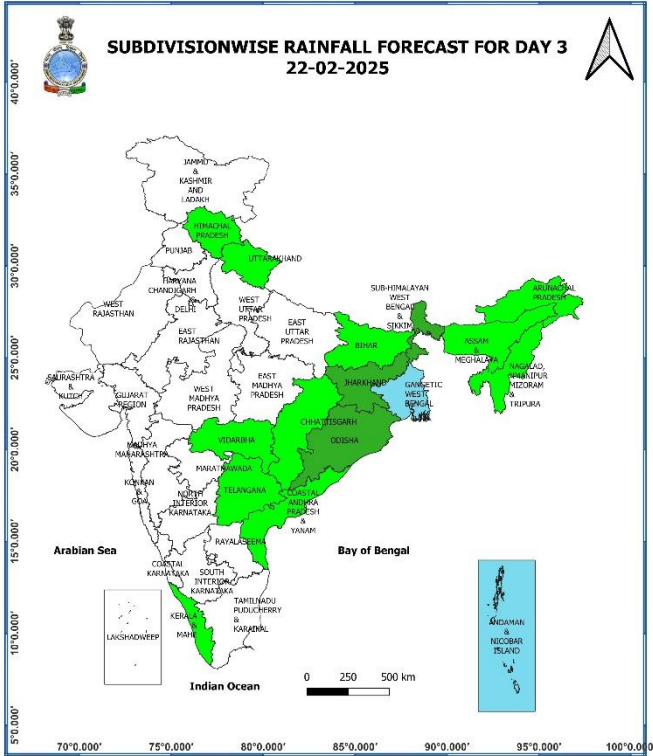 SUBDIVISIONWISE RAINFALL FORECAST FOR DAY 3
22-02-2025
40°0.000'
35°0.000'
30°0.000'
25°0.000'
20°0.000'
15°0.000'
10°0.000'
5°0.000'
JAMMU
&
KASHMIR
AND
LADAKH
HIMACHAL
PRADESH
PUNJAB
UTTARAKHAND
HARYANA
CHANDIGARH
&
DELHI
WEST
RAJASTHAN
WEST
UTTAR
PRADESH
EAST
RAJASTHAN
EAST
UTTAR
PRADESH
SUB-HIMALAYAN
WEST
BENGAL
&
SIKKIM
ARUNACHAL
PRADESH
BIHAR
ASSAM
&
MEGHALAYA
NAGALAD,
MANIPUR
MIZORAM
&
TRIPURA
SAURASHTRA
&
KUTCH
GUJARAT
REGION
WEST
MADHYA
PRADESH
EAST
MADHYA
PRADESH
JHARKHAND
GANGETIC
WEST
BENGAL
CHHATTISGARH
ODISHA
VIDARBHA
MADHYA
MAHARASHTRA
MARATHAWADA
KONKAN
&
GOA
NORTH
INTERIOR
KARNATAKA
TELANGANA
COASTAL
ANDHRA
PRADESH
&
YANAM
RAYALASEEMA
Arabian Sea
Bay of Bengal
COASTAL
KARNATAKA
SOUTH
INTERIOR
KARNATAKA
TAMILNADU
PUDUCHERRY
&
KARAIKAL
KERALA
&
MAHE
LAKSHADWEEP
ANDAMAN
&
NICOBAR
ISLAND
Indian Ocean
0 250 500 km
70°0.000' 75°0.000' 80°0.000' 85°0.000' 90°0.000' 95°0.000' 100°0.000'